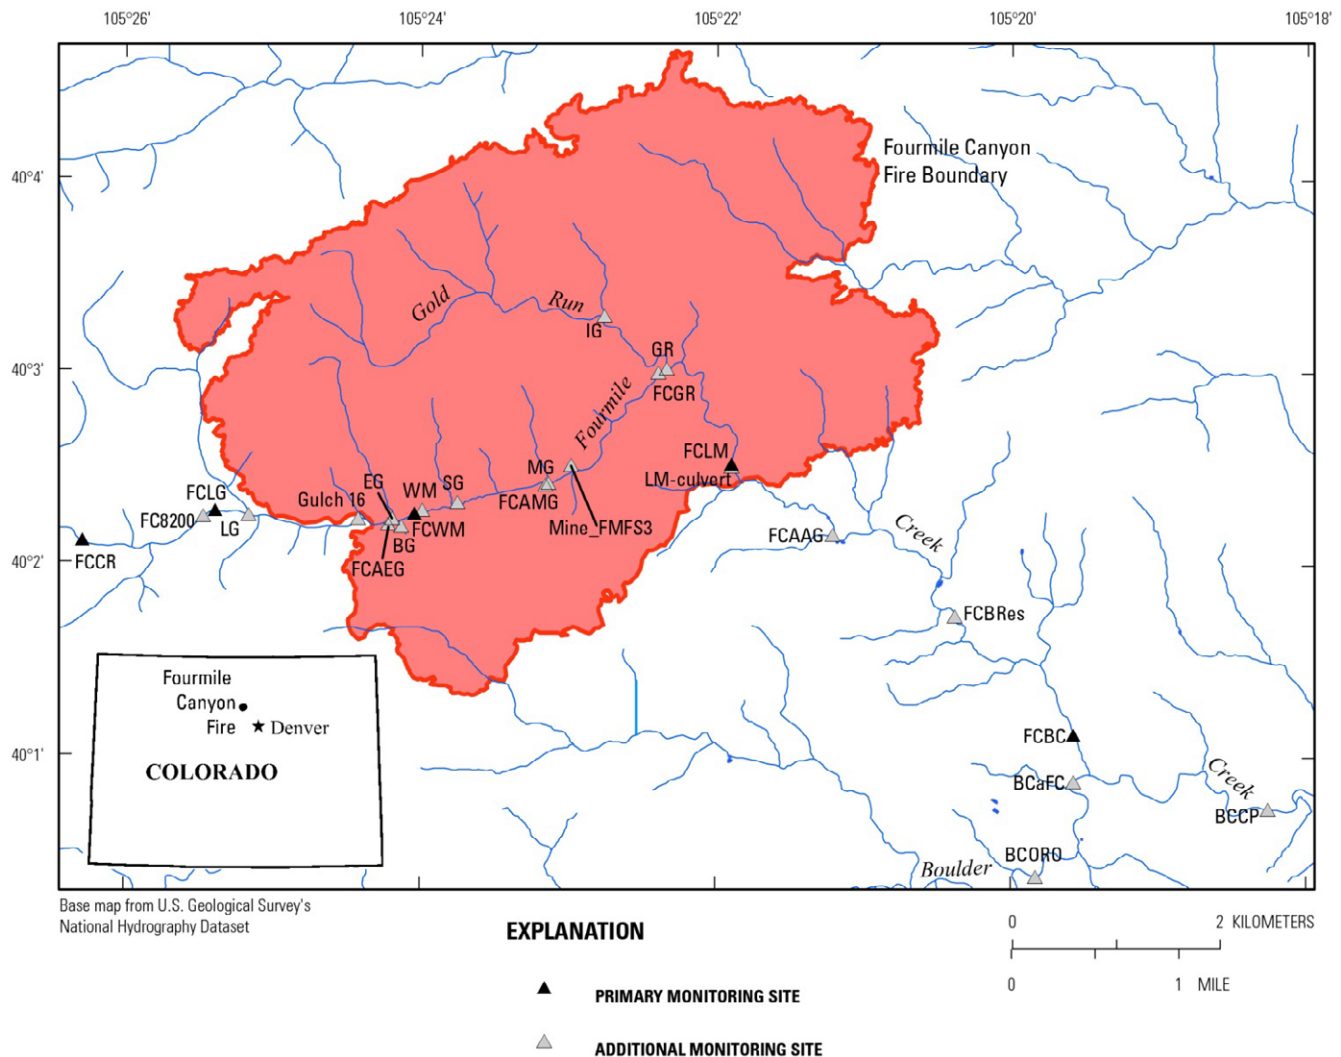 105°26'
105°24'
105°22'
105°20'
105°18'
40°4'
40°3'
40°2'
40°1'
Fourmile Canyon
Fire Boundary
Gold
Run
IG
GR
FCGR
Fourmile
FCLM
LM-culvert
MG
FCAMG
Mine_FMFS3
SG
WM
FCWM
EG
BG
FCAEG
Gulch 16
FCLG
FC8200
LG
FCCR
FCAAG
Creek
FCBRes
FCBC
BCaFC
Creek
BCCP
BCORO
Boulder
Fourmile
Canyon
Fire
Denver
COLORADO
Base map from U.S. Geological Survey's
National Hydrography Dataset
EXPLANATION
PRIMARY MONITORING SITE
ADDITIONAL MONITORING SITE
0 2 KILOMETERS
0 1 MILE